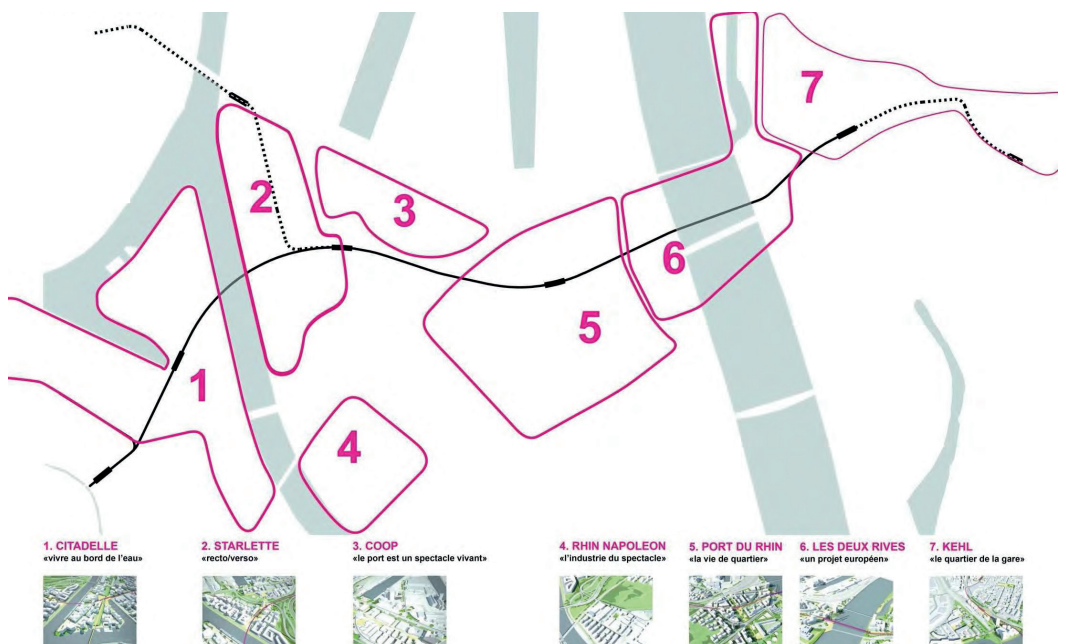 7
2
3
6
5
1
4
1. CITADELLE
«vivre au bord de l'eau»
2. STARLETTE
«recto/verso»
3. COOP
«le port est un spectacle vivant»
4. RHIN NAPOLEON
«l'industrie du spectacle»
5. PORT DU RHIN
«la vie de quartier»
6. LES DEUX RIVES
«un projet européen»
7. KEHL
«le quartier de la gare»